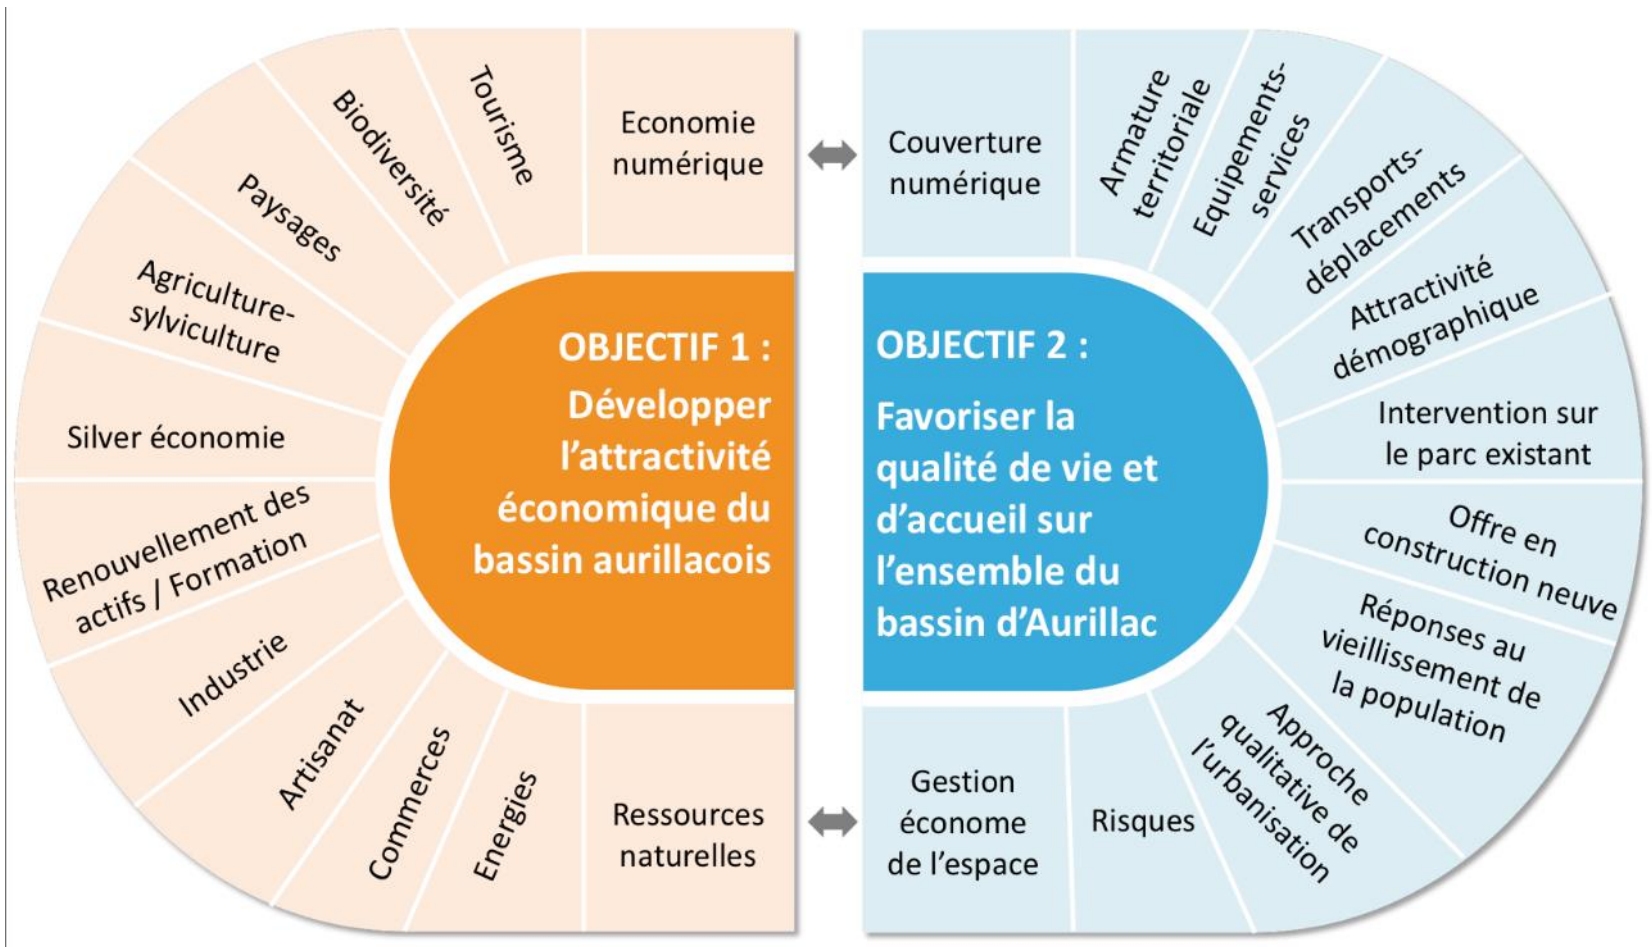 Economie
numérique
Tourisme
Biodiversité
Paysages
Agriculture-
sylviculture
Silver économie
Renouvellement des
actifs / Formation
Industrie
Artisanat
Commerces
Energies
Ressources
naturelles
OBJECTIF 1 :
Développer
l’attractivité
économique du
bassin aurillacois
Couverture
numérique
Armature
territoriale
Equipements-
services
Transports-
déplacements
Attractivité
démographique
Intervention sur
le parc existant
Offre en
construction neuve
Réponses au
vieillissement de
la population
Approche
qualitative de
l’urbanisation
Risques
Gestion
économe
de l’espace
OBJECTIF 2 :
Favoriser la
qualité de vie et
d’accueil sur
l’ensemble du
bassin d’Aurillac